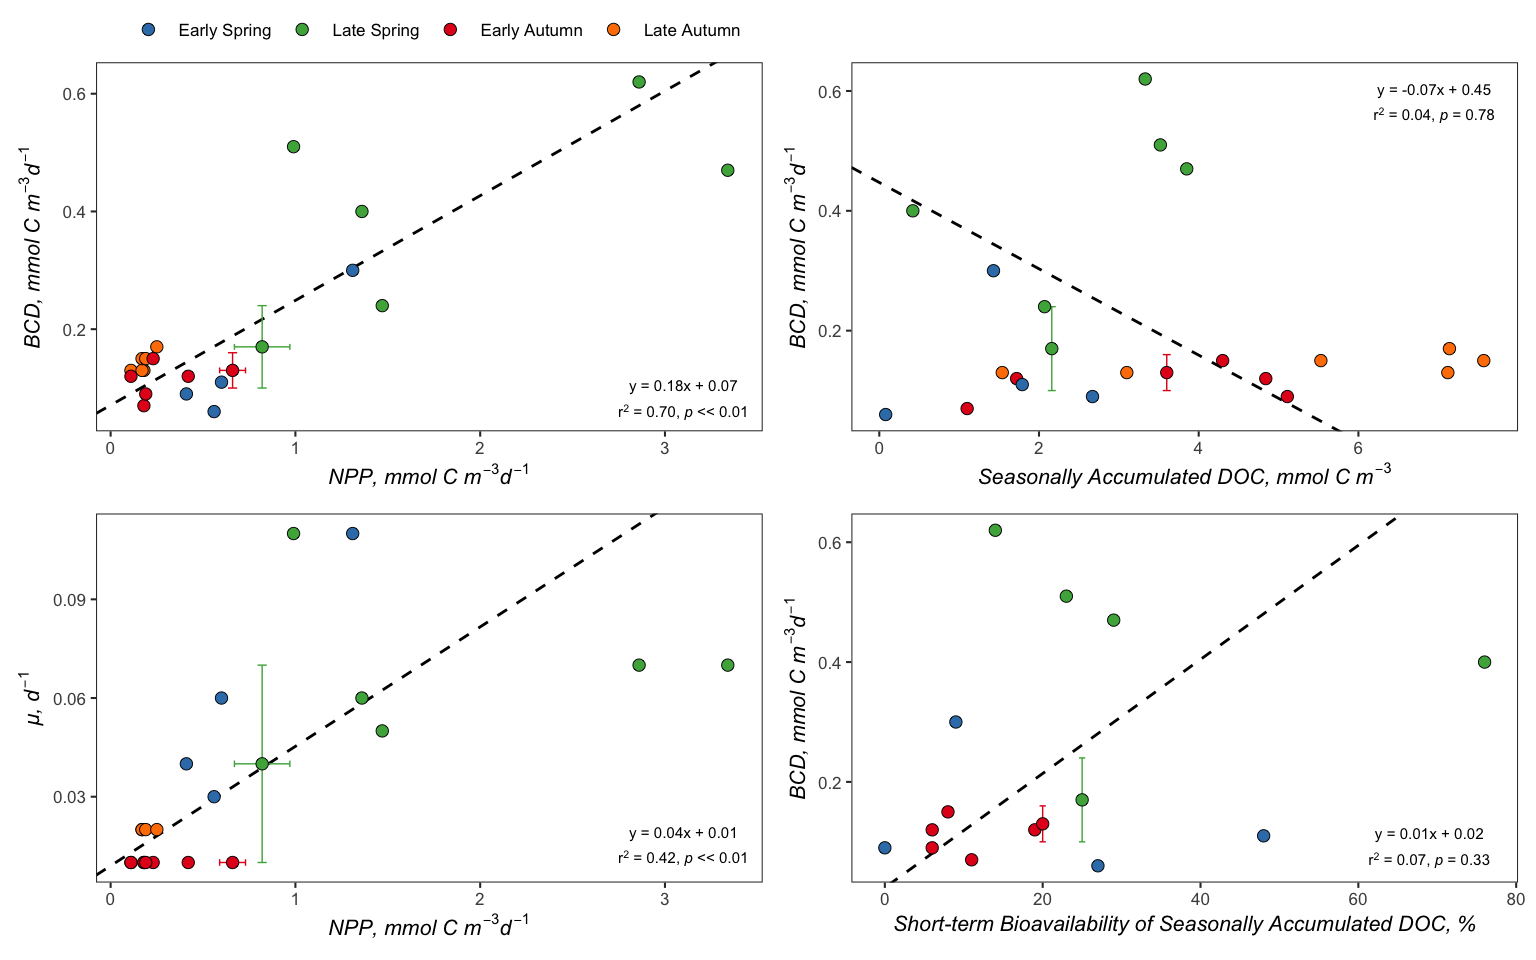 Early Spring Late Spring Early Autumn Late Autumn
0.6
0.4
0.2
BCD, mmol C m⁻³d⁻¹
y = 0.18x + 0.07
r² = 0.70, p << 0.01
0 1 2 3
NPP, mmol C m⁻³d⁻¹
0.6
0.4
0.2
BCD, mmol C m⁻³d⁻¹
y = -0.07x + 0.45
r² = 0.04, p = 0.78
0 2 4 6
Seasonally Accumulated DOC, mmol C m⁻³
0.09
0.06
0.03
μ, d⁻¹
y = 0.04x + 0.01
r² = 0.42, p << 0.01
0 1 2 3
NPP, mmol C m⁻³d⁻¹
0.6
0.4
0.2
BCD, mmol C m⁻³d⁻¹
y = 0.01x + 0.02
r² = 0.07, p = 0.33
0 20 40 60 80
Short-term Bioavailability of Seasonally Accumulated DOC, %